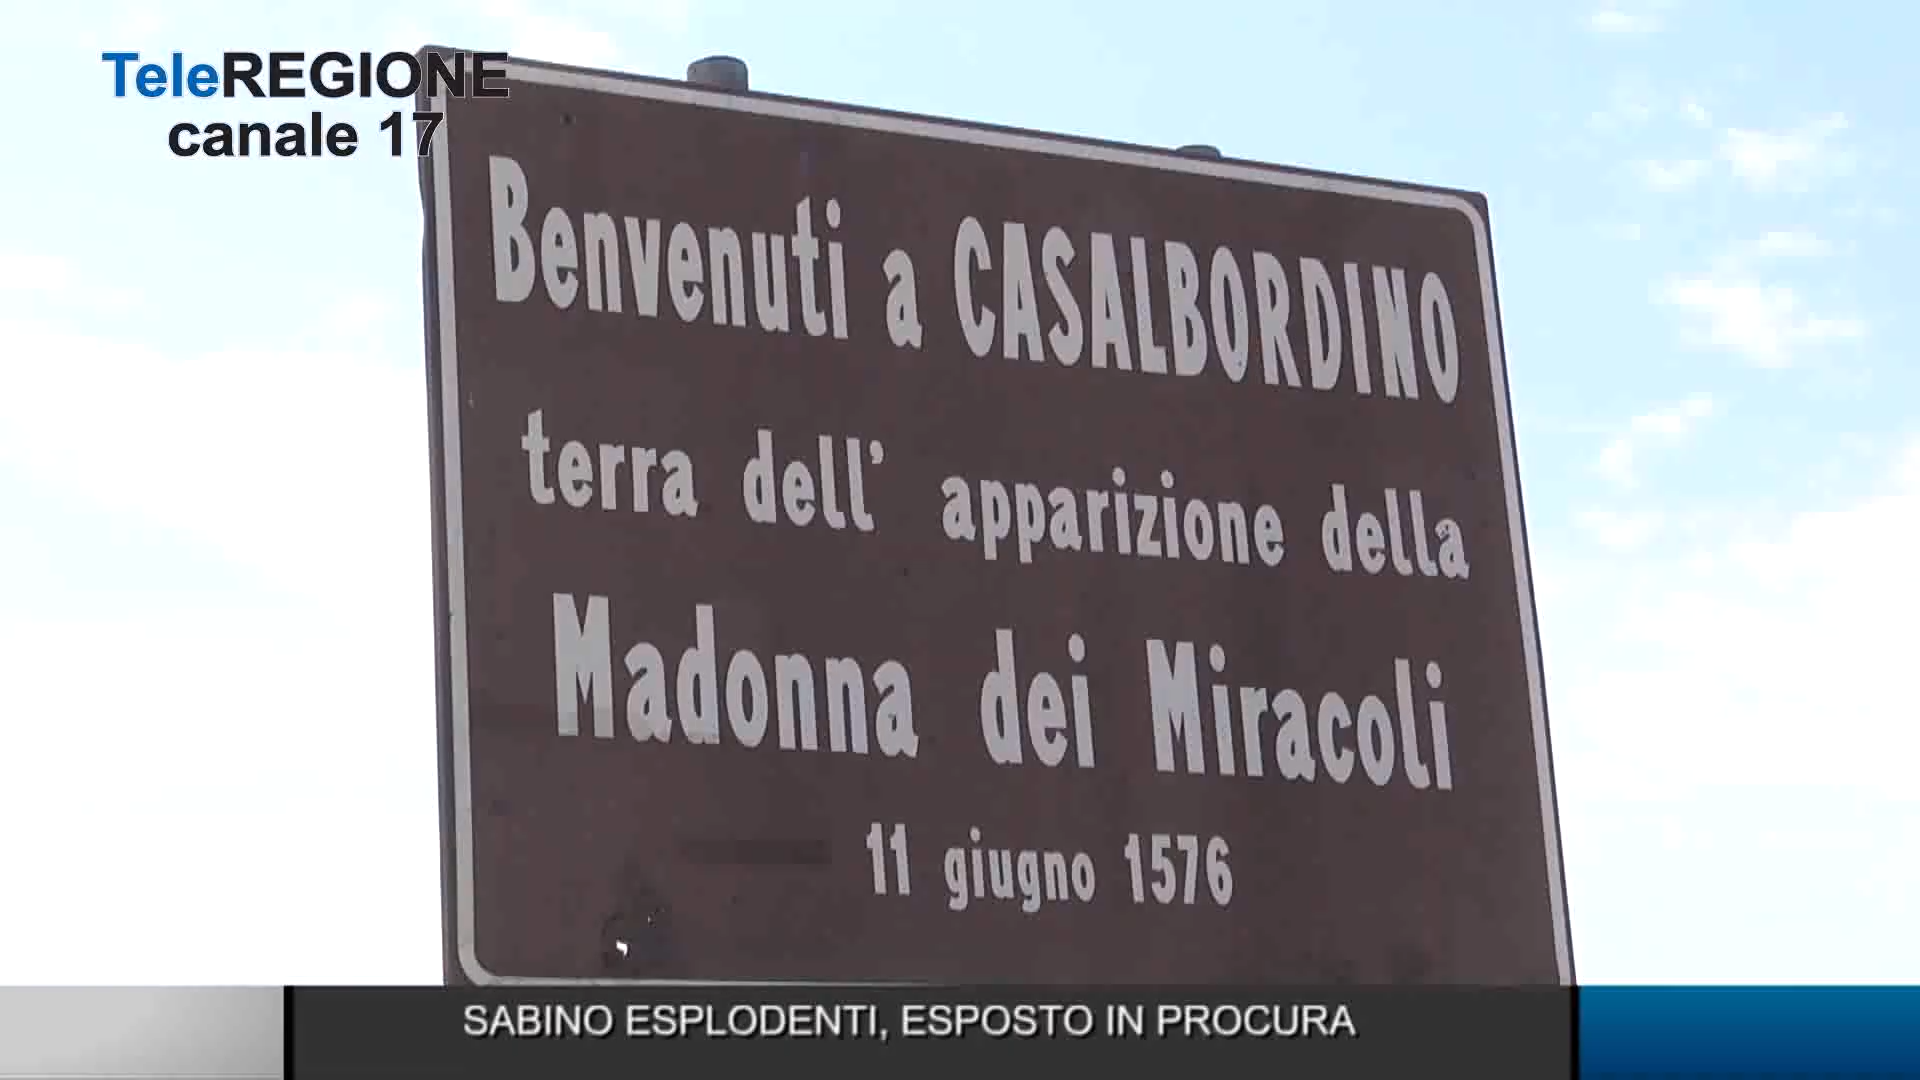 TeleREGIONE
canale 17
Benvenuti a CASALBORDINO
terra dell' apparizione della
Madonna dei Miracoli
11 giugno 1576
SABINO ESPLODENTI, ESPOSTO IN PROCURA